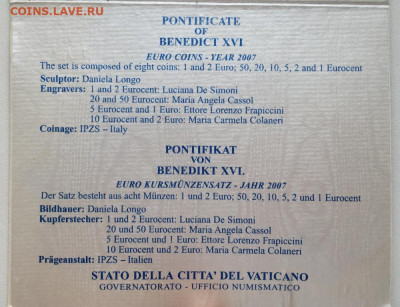 COINS.LAVE.RU
PONTIFICATE
OF
BENEDICT XVI
EURO COINS - YEAR 2007
The set is composed of eight coins: 1 and 2 Euro; 50, 20, 10, 5, 2 and 1 Eurocent
Sculptor: Daniela Longo
Engravers: 1 and 2 Eurocent: Luciana De Simoni
20 and 50 Eurocent: Maria Angela Cassol
5 Eurocent and 1 Euro: Ettore Lorenzo Frapiccini
10 Eurocent and 2 Euro: Maria Carmela Colaneri
Coinage: IPZS – Italy
PONTIFIKAT
VON
BENEDIKT XVI.
EURO KURSMÜNZENSATZ - JAHR 2007
Der Satz besteht aus acht Münzen: 1 und 2 Euro; 50, 20, 10, 5, 2 und 1 Eurocent
Bildhauer: Daniela Longo
Kupferstecher: 1 und 2 Eurocent: Luciana De Simoni
20 und 50 Eurocent: Maria Angela Cassol
5 Eurocent und 1 Euro: Ettore Lorenzo Frapiccini
10 Eurocent und 2 Euro: Maria Carmela Colaneri
Prägeanstalt: IPZS – Italien
STATO DELLA CITTA' DEL VATICANO
GOVERNATORATO - UFFICIO NUMISMATICO